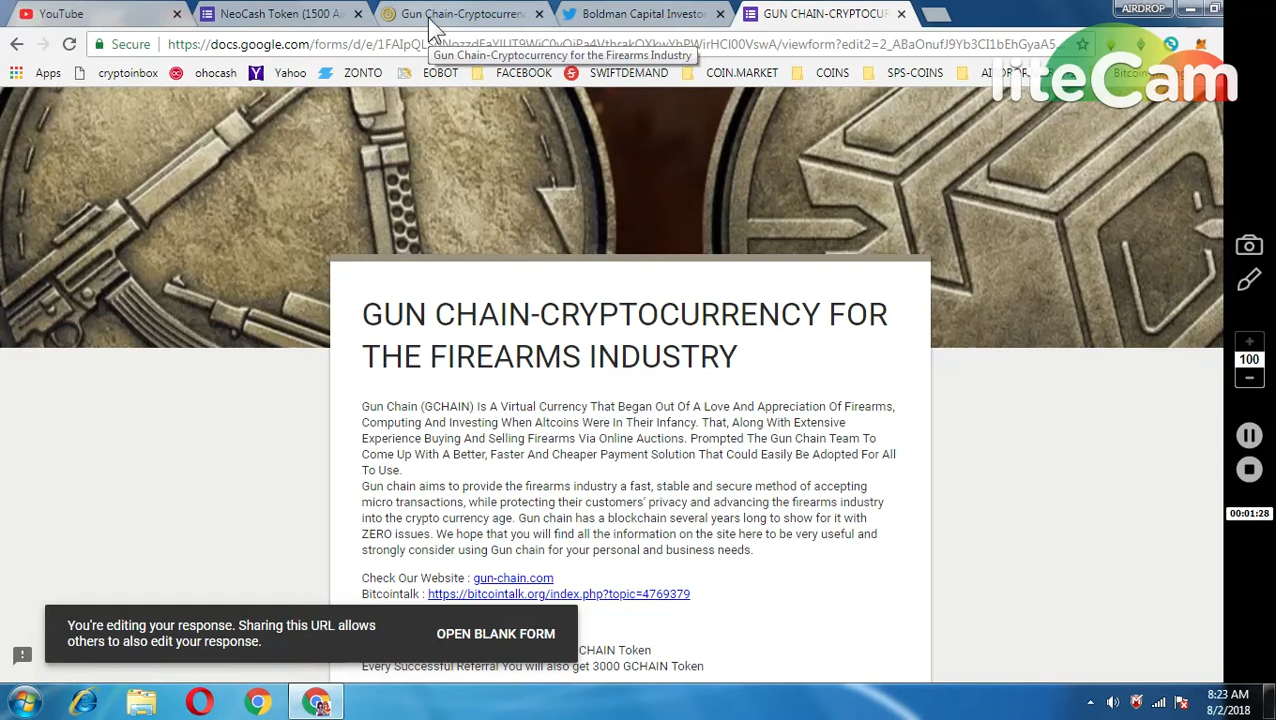 YouTube
NeoCash Token (1500 Ai
Gun Chain-Cryptocurren
Boldman Capital Investor
GUN CHAIN-CRYPTOCUR
AIRDROP
Secure
Gun Chain-Cryptocurrency for the Firearms Industry
Apps
cryptoinbox
ohocash
Yahoo
ZONTO
EOBOT
FACEBOOK
SWIFTDEMAND
COIN.MARKET
COINS
SPS-COINS
liteCam
GUN CHAIN-CRYPTOCURRENCY FOR
THE FIREARMS INDUSTRY
Gun Chain (GCHAIN) Is A Virtual Currency That Began Out Of A Love And Appreciation Of Firearms,
Computing And Investing When Altcoins Were In Their Infancy. That, Along With Extensive
Experience Buying And Selling Firearms Via Online Auctions. Prompted The Gun Chain Team To
Come Up With A Better, Faster And Cheaper Payment Solution That Could Easily Be Adopted For All
To Use.
Gun chain aims to provide the firearms industry a fast, stable and secure method of accepting
micro transactions, while protecting their customers' privacy and advancing the firearms industry
into the crypto currency age. Gun chain has a blockchain several years long to show for it with
ZERO issues. We hope that you will find all the information on the site here to be very useful and
strongly consider using Gun chain for your personal and business needs.
Check Our Website : gun-chain.com
Bitcointalk : https://bitcointalk.org/index.php?topic=4769379
You're editing your response. Sharing this URL allows
others to also edit your response.
OPEN BLANK FORM
CHAIN Token
Every Successful Referral You will also get 3000 GCHAIN Token
100
00:01:28
8:23 AM
8/2/2018